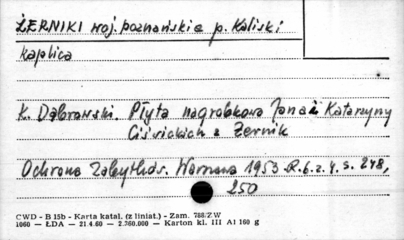 ŻERNIKI woj. poznańskie p. Kaliski
kaplica
K. Dąbrowski. Płyta nagrobkowa Jana i Katarzyny
Ciświckich z Żernik
Ochrona Zabytków. Warszawa 1953 R. 6. z. 4. s. 248,
250
CWD - B 15b - Karta katal. (z liniat.) - Zam. 788/ZW
1060 — ŁDA — 21 4.60 — 2.360.000 — Karton kl. III A1 160 g